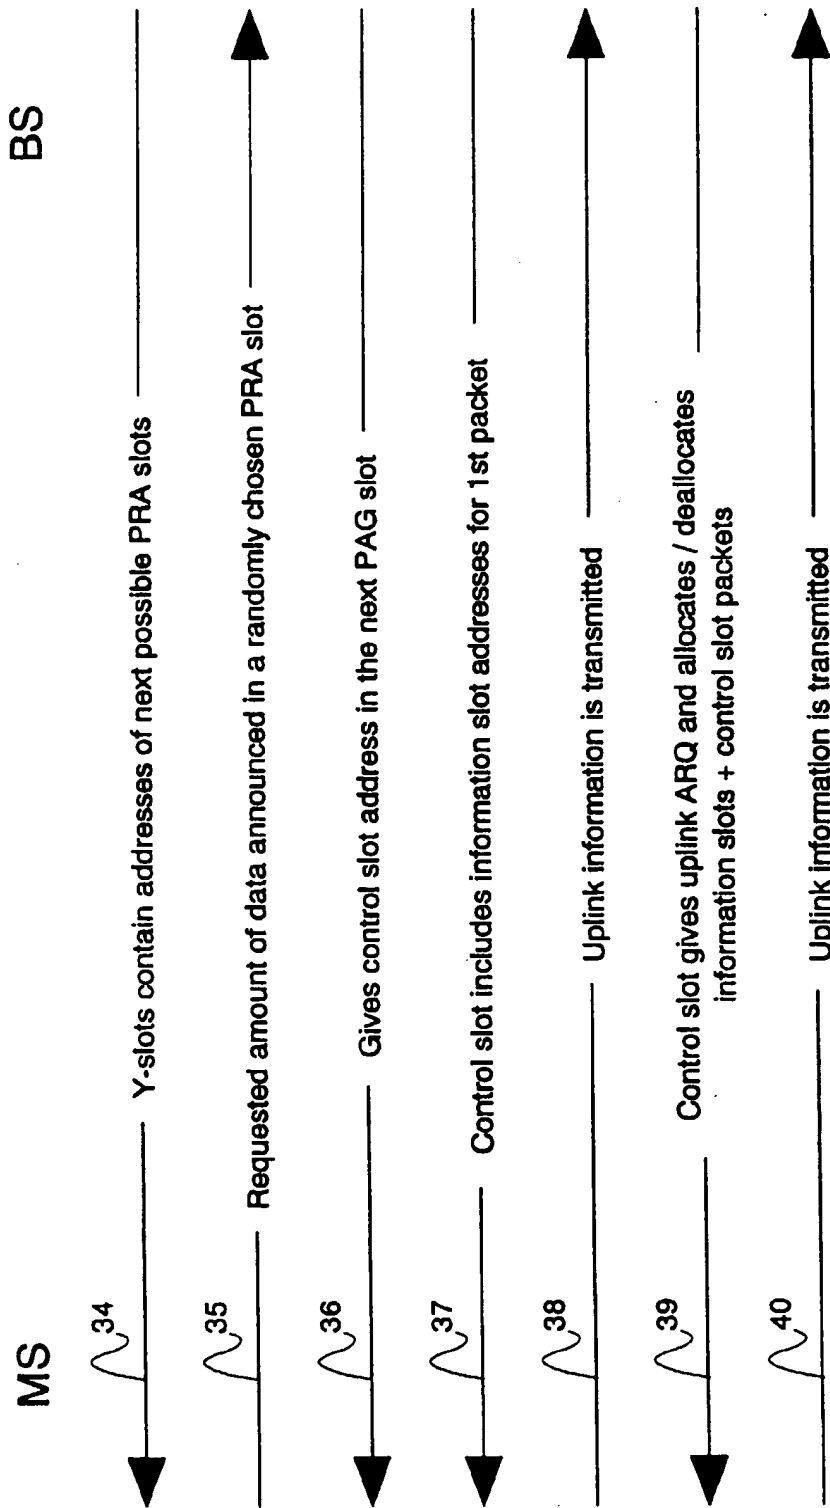 MS
BS
34
Y-slots contain addresses of next possible PRA slots
35
Requested amount of data announced in a randomly chosen PRA slot
36
Gives control slot address in the next PAG slot
37
Control slot includes information slot addresses for 1st packet
38
Uplink information is transmitted
39
Control slot gives uplink ARQ and allocates / deallocates
information slots + control slot packets
40
Uplink information is transmitted